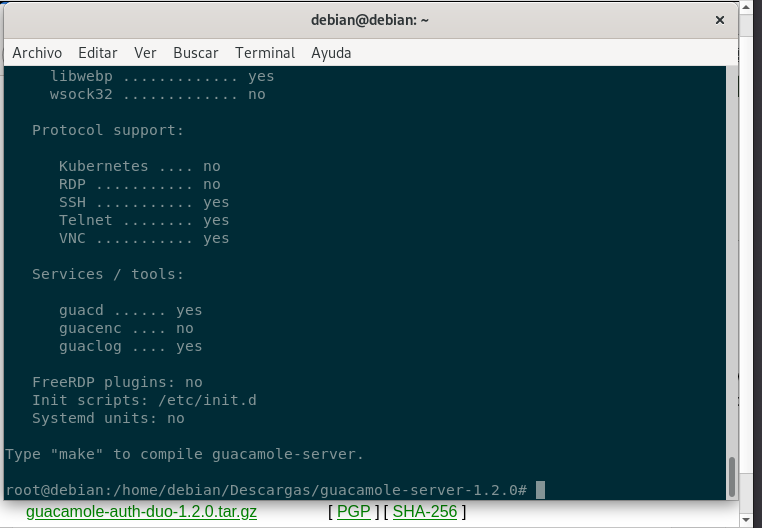 debian@debian: ~
Archivo Editar Ver Buscar Terminal Ayuda
libwebp ............. yes
wsock32 ............. no
Protocol support:
Kubernetes .... no
RDP ........... no
SSH ........... yes
Telnet ........ yes
VNC ........... yes
Services / tools:
guacd ...... yes
guacenc .... no
guaclog .... yes
FreeRDP plugins: no
Init scripts: /etc/init.d
Systemd units: no
Type "make" to compile guacamole-server.
root@debian:/home/debian/Descargas/guacamole-server-1.2.0#
guacamole-auth-duo-1.2.0.tar.gz [ PGP ] [ SHA-256 ]